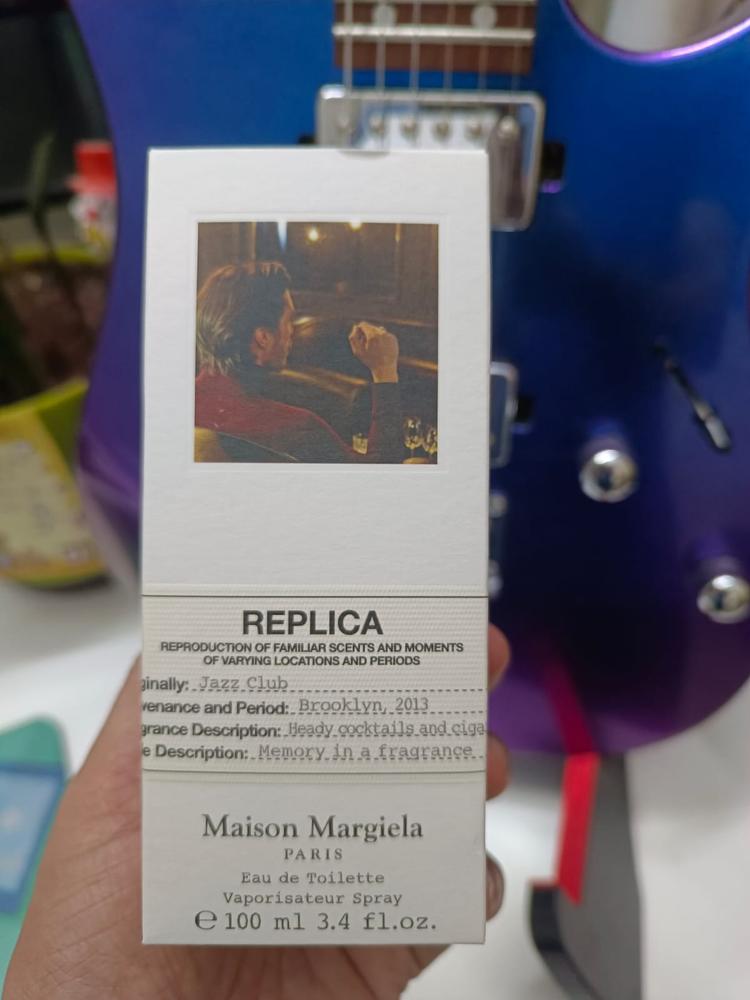 REPLICA
REPRODUCTION OF FAMILIAR SCENTS AND MOMENTS
OF VARYING LOCATIONS AND PERIODS
ginally: Jazz Club
venance and Period: Brooklyn, 2013
grance Description: Heady cocktails and ciga
e Description: Memory in a fragrance
Maison Margiela
PARIS
Eau de Toilette
Vaporisateur Spray
℮ 100 ml 3.4 fl.oz.